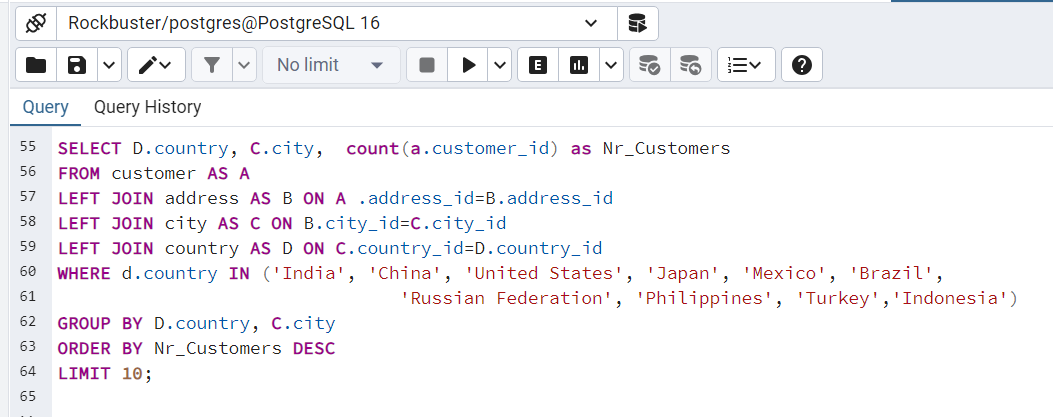 Rockbuster/postgres@PostgreSQL 16
No limit
E
Query Query History
55 SELECT D.country, C.city,  count(a.customer_id) as Nr_Customers
56 FROM customer AS A
57 LEFT JOIN address AS B ON A .address_id=B.address_id
58 LEFT JOIN city AS C ON B.city_id=C.city_id
59 LEFT JOIN country AS D ON C.country_id=D.country_id
60 WHERE d.country IN ('India', 'China', 'United States', 'Japan', 'Mexico', 'Brazil',
61 'Russian Federation', 'Philippines', 'Turkey','Indonesia')
62 GROUP BY D.country, C.city
63 ORDER BY Nr_Customers DESC
64 LIMIT 10;
65